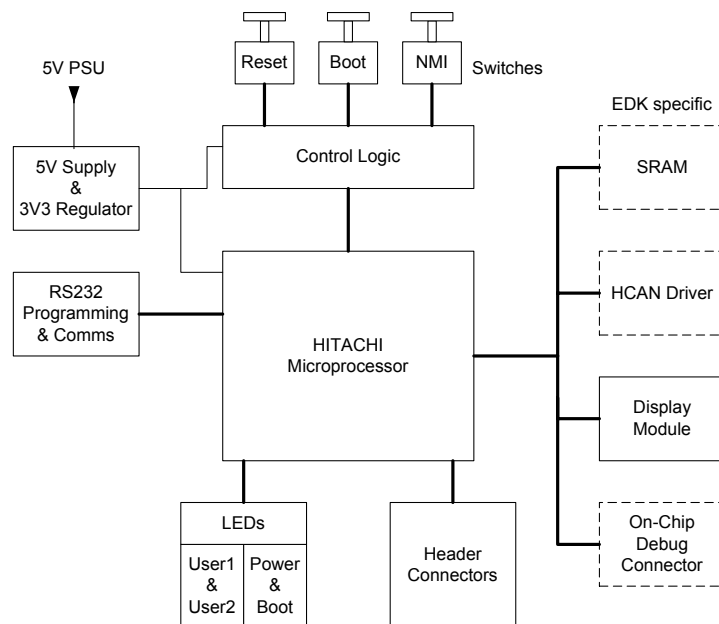 Reset
Boot
NMI
Switches
5V PSU
EDK specific
5V Supply
&
3V3 Regulator
Control Logic
SRAM
RS232
Programming
& Comms
HITACHI
Microprocessor
HCAN Driver
Display
Module
LEDs
User1
&
User2
Power
&
Boot
Header
Connectors
On-Chip
Debug
Connector